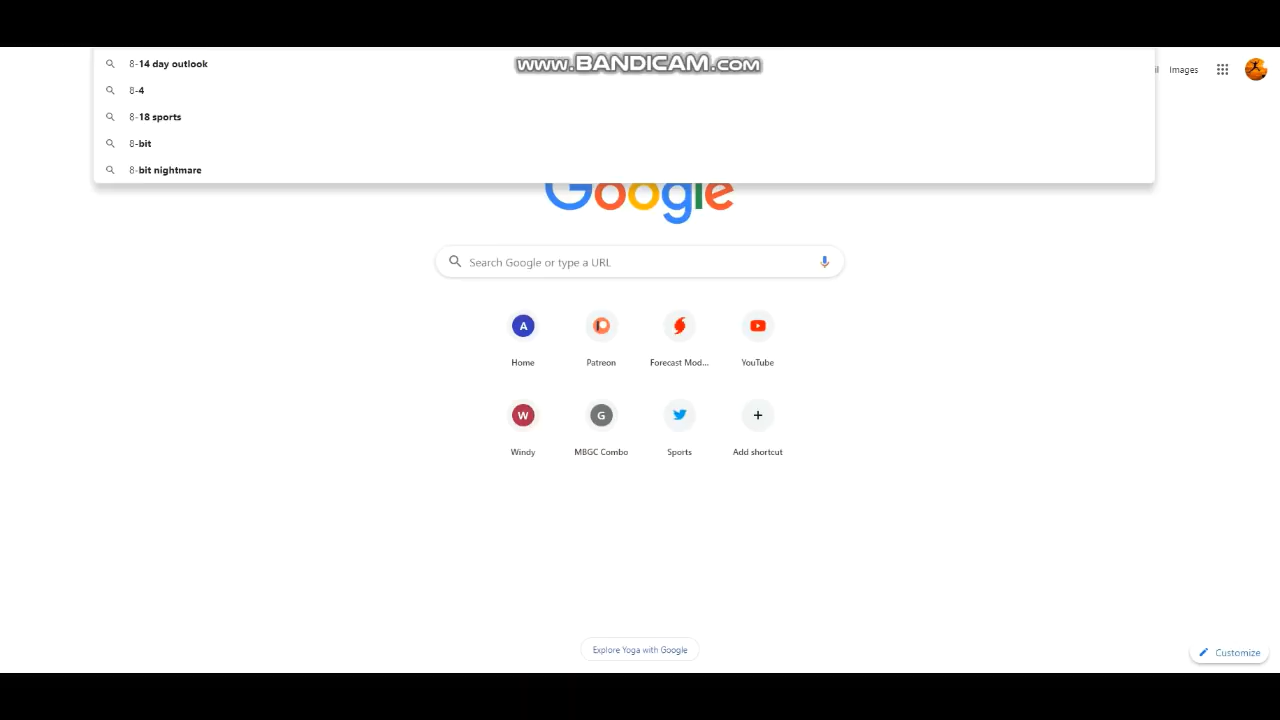 8-14 day outlook
www.BANDICAM.com
8-4
Images
8-18 sports
8-bit
8-bit nightmare
Google
Search Google or type a URL
A
Home
Patreon
Forecast Mod...
YouTube
W
G
+
Windy
MBGC Combo
Sports
Add shortcut
Explore Yoga with Google
Customize